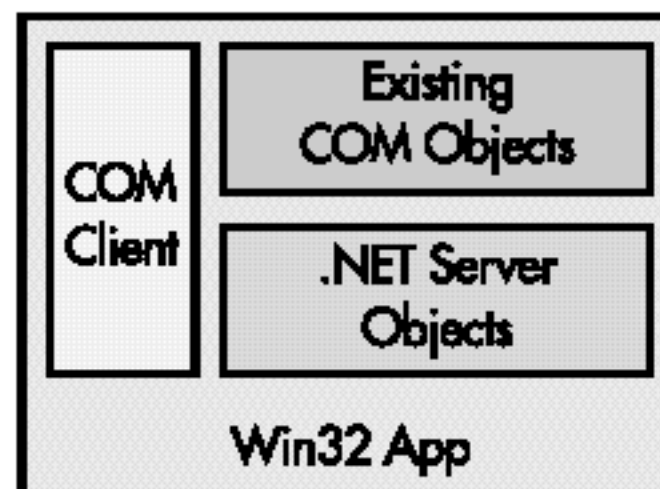 COM
Client
Existing
COM Objects
.NET Server
Objects
Win32 App